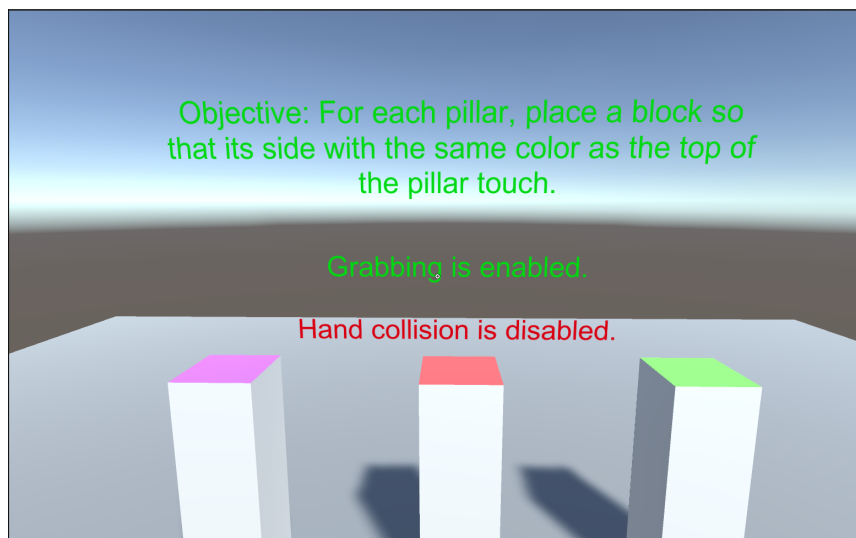 Objective: For each pillar, place a block so
that its side with the same color as the top of
the pillar touch.
Grabbing is enabled.
Hand collision is disabled.